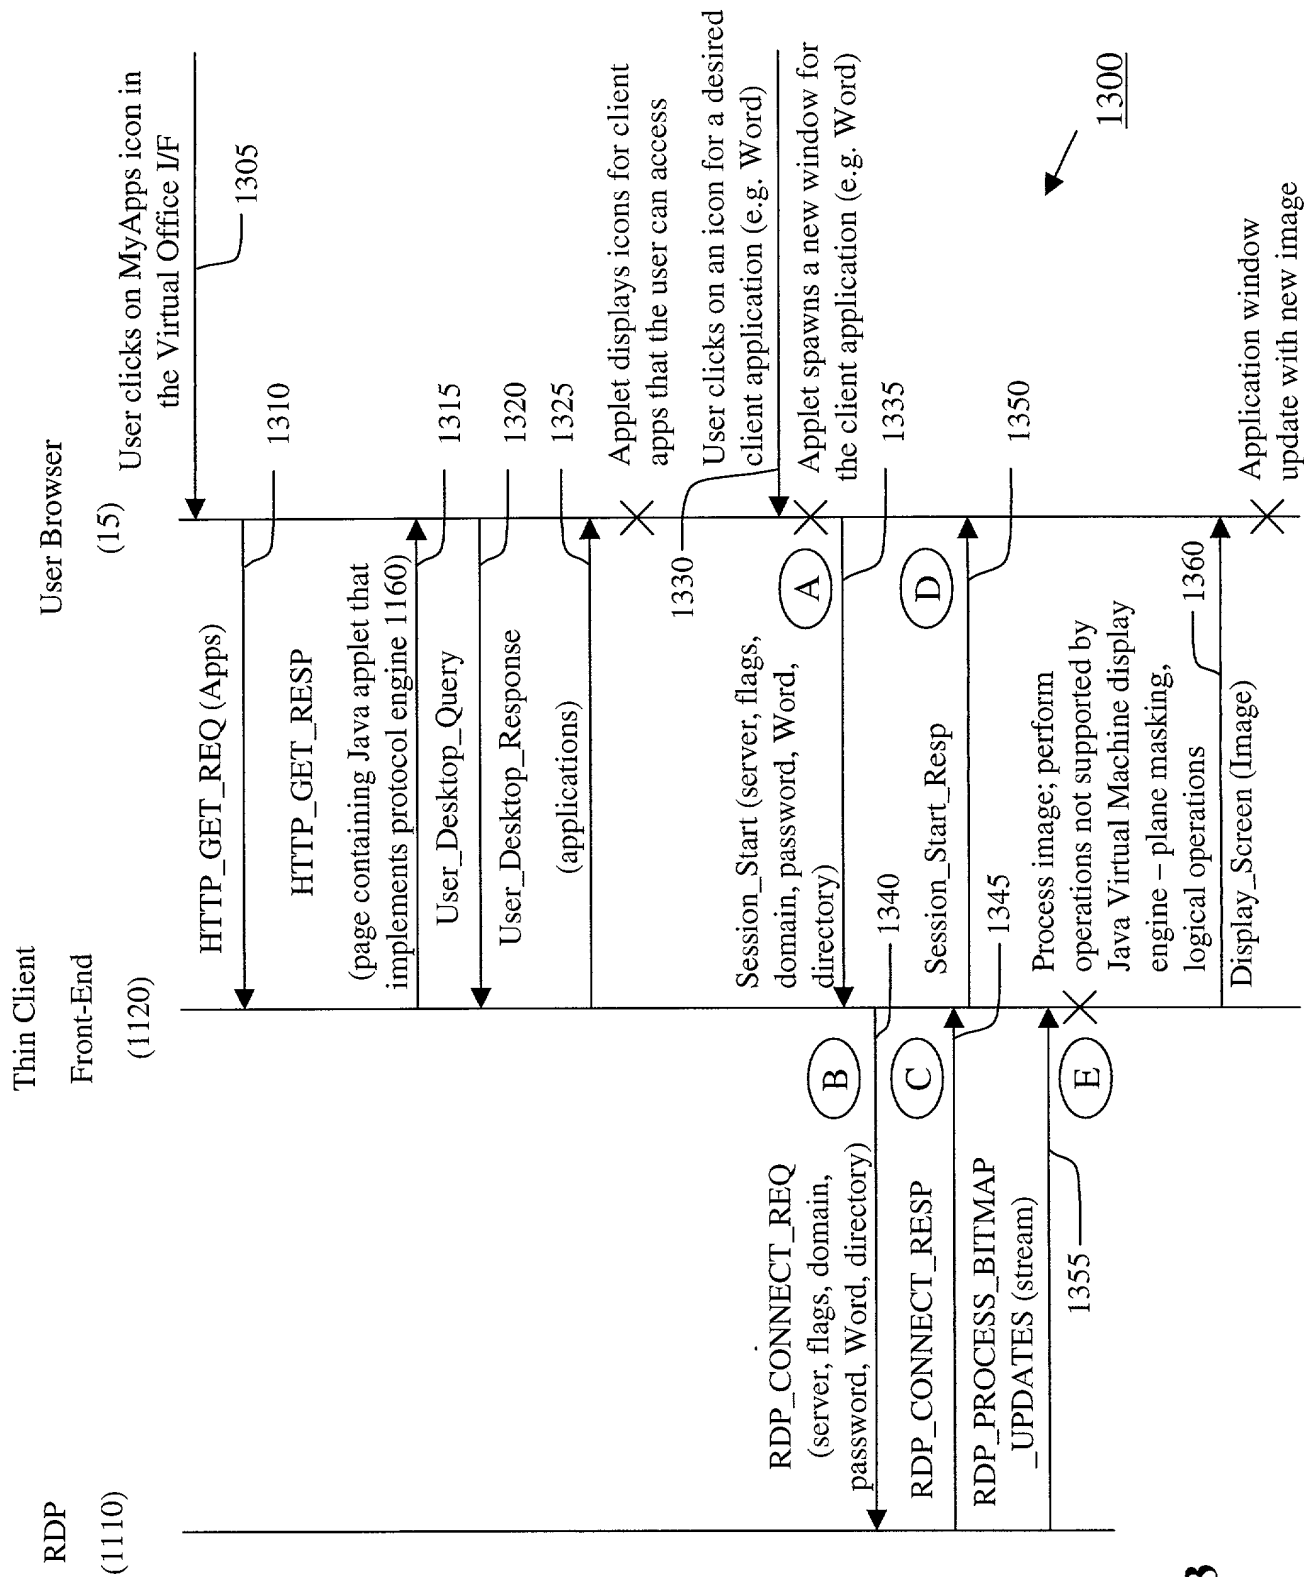 RDP
(1110)
Thin Client
Front-End
(1120)
User Browser
(15)
User clicks on MyApps icon in
the Virtual Office I/F
1305
HTTP_GET_REQ (Apps)
1310
HTTP_GET_RESP
(page containing Java applet that
implements protocol engine 1160)
1315
User_Desktop_Query
1320
User_Desktop_Response
(applications)
1325
Applet displays icons for client
apps that the user can access
User clicks on an icon for a desired
client application (e.g. Word)
1330
Applet spawns a new window for
the client application (e.g. Word)
A
Session_Start (server, flags,
domain, password, Word,
directory)
1335
RDP_CONNECT_REQ
(server, flags, domain,
password, Word, directory)
B
1340
RDP_CONNECT_RESP
C
1345
Session_Start_Resp
D
1350
RDP_PROCESS_BITMAP
_UPDATES (stream)
1355
E
Process image; perform
operations not supported by
Java Virtual Machine display
engine – plane masking,
logical operations
Display_Screen (Image)
1360
Application window
update with new image
1300